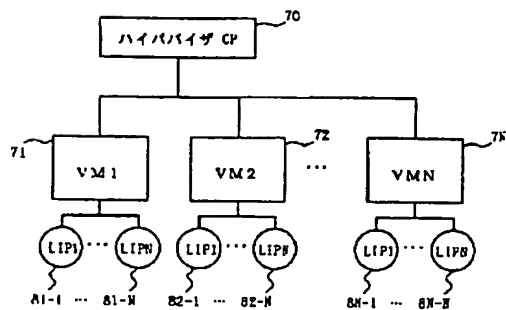 70
ハイパバイザ CP
71
72
7N
VM1
VM2
...
VMN
LIP1 ... LIPN
LIP1 ... LIPN
LIP1 ... LIPN
81-1 ... 81-N
82-1 ... 82-N
8N-1 ... 8N-N